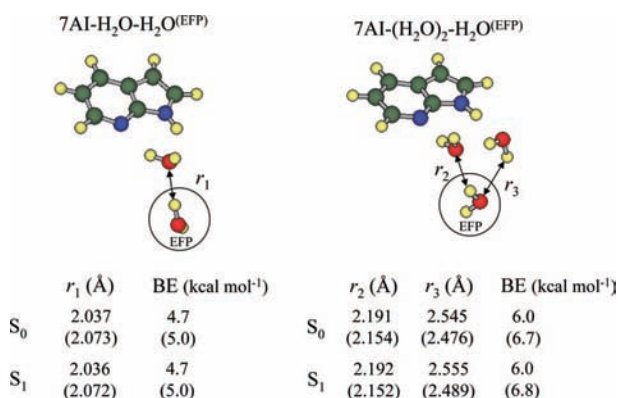 7AI-H₂O-H₂O⁽ᴱᶠᴾ⁾
7AI-(H₂O)₂-H₂O⁽ᴱᶠᴾ⁾
r₁
EFP
r₂
r₃
EFP
r₁ (Å) BE (kcal mol⁻¹)
S₀ 2.037 4.7
(2.073) (5.0)
S₁ 2.036 4.7
(2.072) (5.0)
r₂ (Å) r₃ (Å) BE (kcal mol⁻¹)
S₀ 2.191 2.545 6.0
(2.154) (2.476) (6.7)
S₁ 2.192 2.555 6.0
(2.152) (2.489) (6.8)